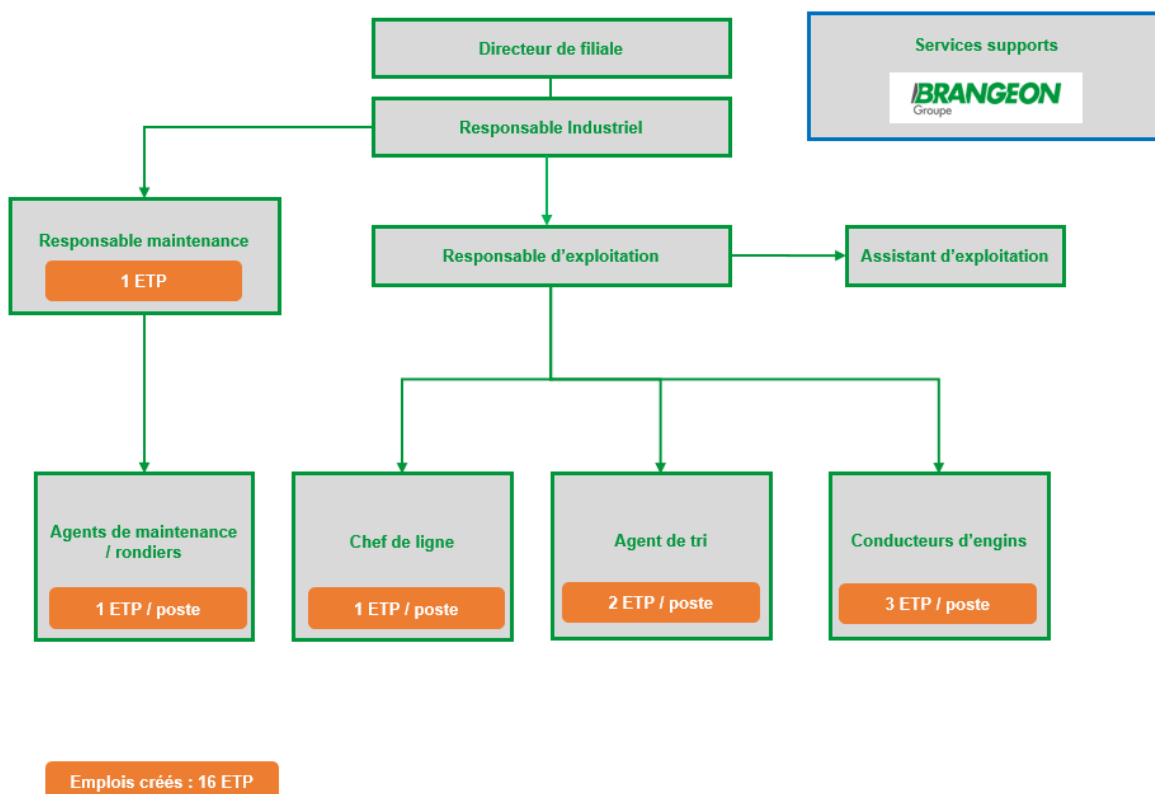 Directeur de filiale
Services supports
BRANGEON
Groupe
Responsable Industriel
Responsable maintenance
1 ETP
Responsable d'exploitation
Assistant d'exploitation
Agents de maintenance
/ rondiers
1 ETP / poste
Chef de ligne
1 ETP / poste
Agent de tri
2 ETP / poste
Conducteurs d'engins
3 ETP / poste
Emplois créés : 16 ETP